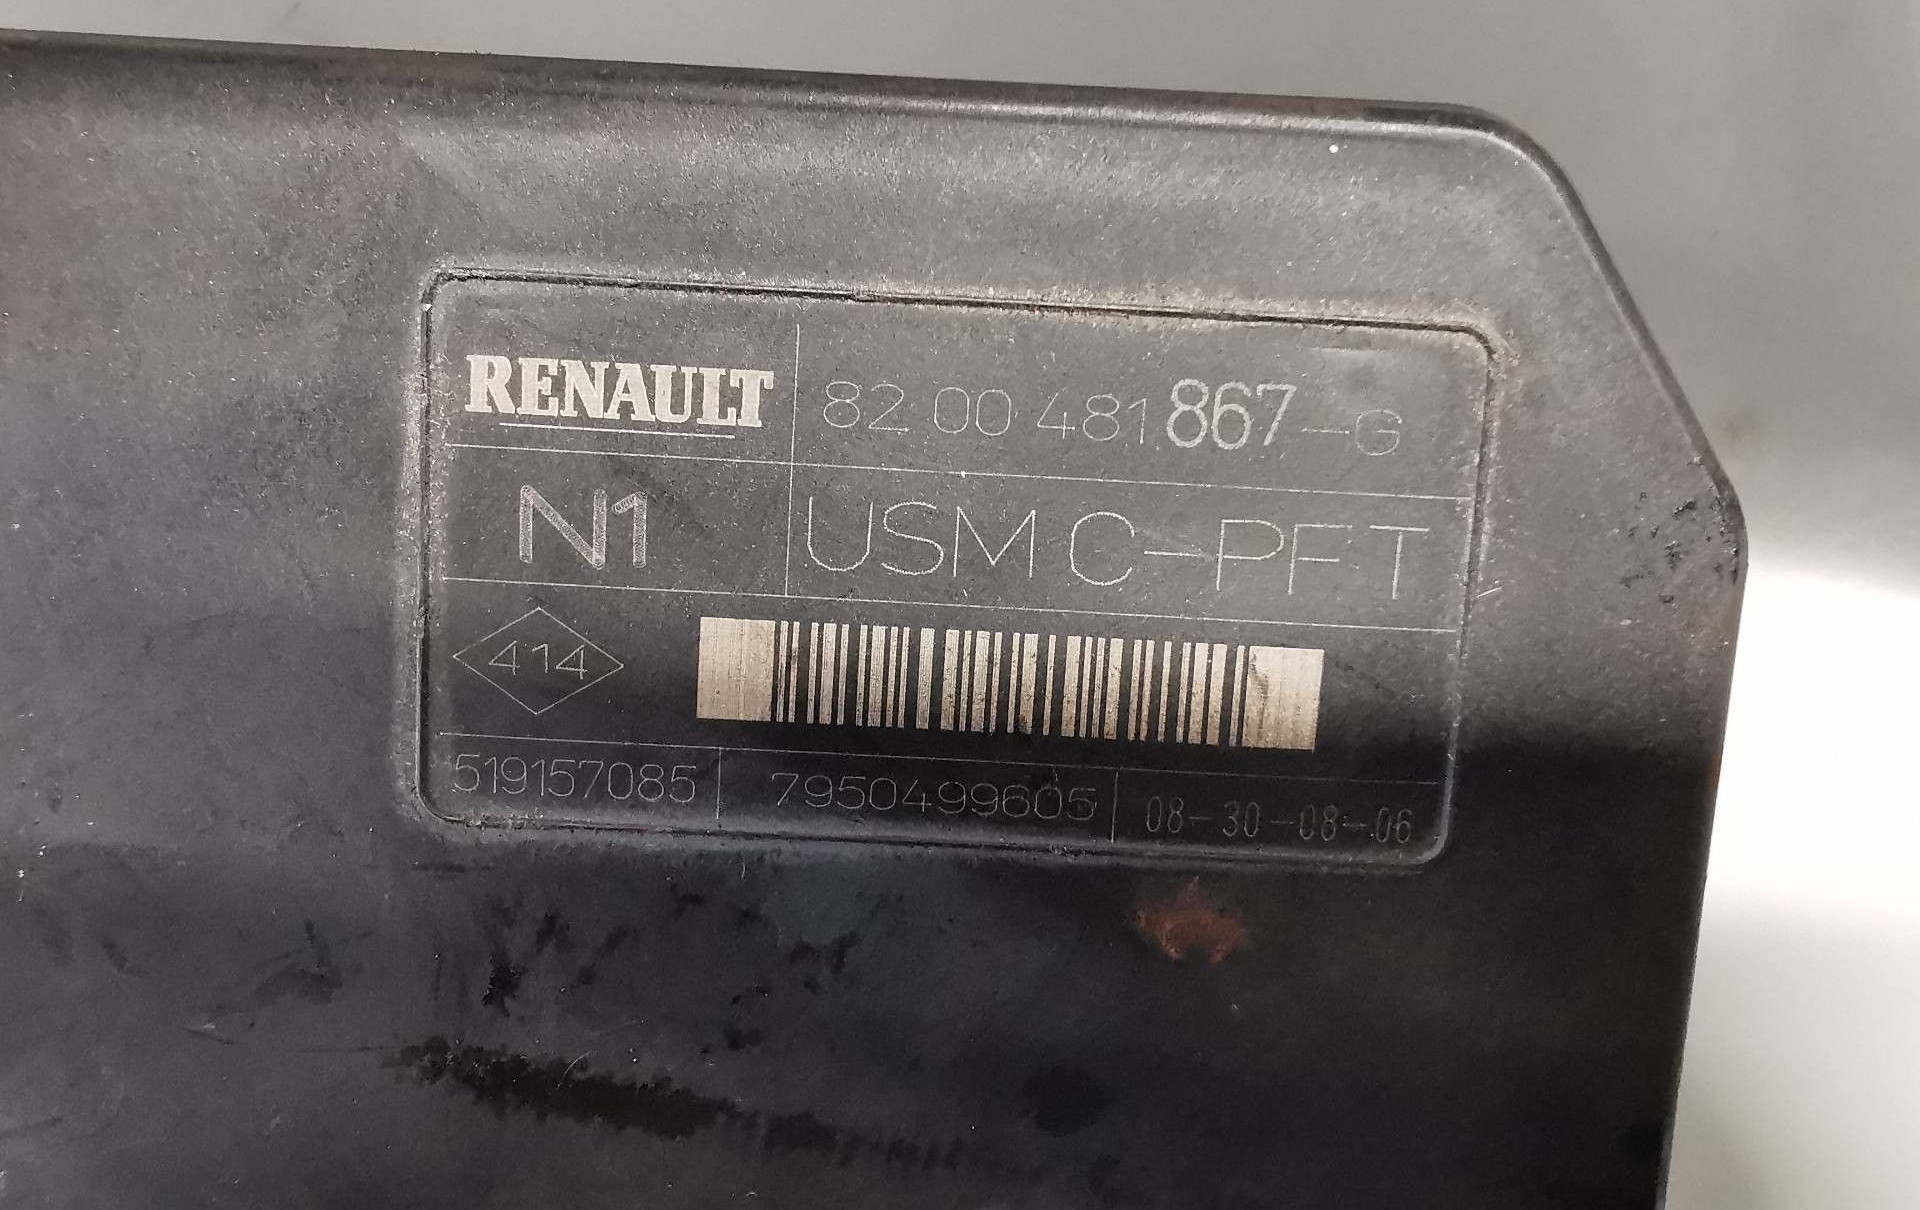 RENAULT 82 00 481 867-G
N1 USM C-PFT
414
519157085 7950499605 08-30-08-06